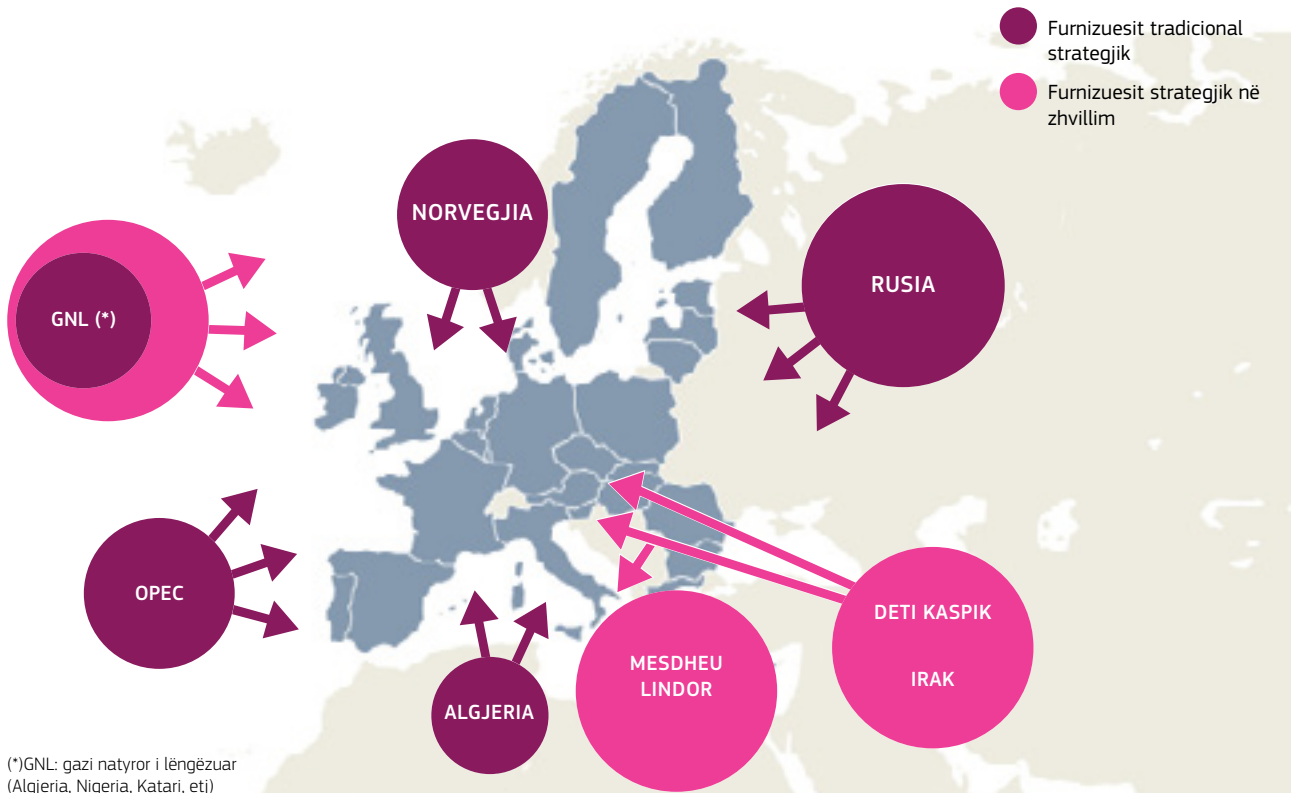 Furnizuesit tradicional
strategjik
Furnizuesit strategjik në
zhvillim
NORVEGJIA
RUSIA
GNL (*)
OPEC
DETI KASPIK
IRAK
MESDHEU
LINDOR
ALGJERIA
(*)GNL: gazi natyror i lëngëzuar
(Algjeria, Nigeria, Katari, etj)